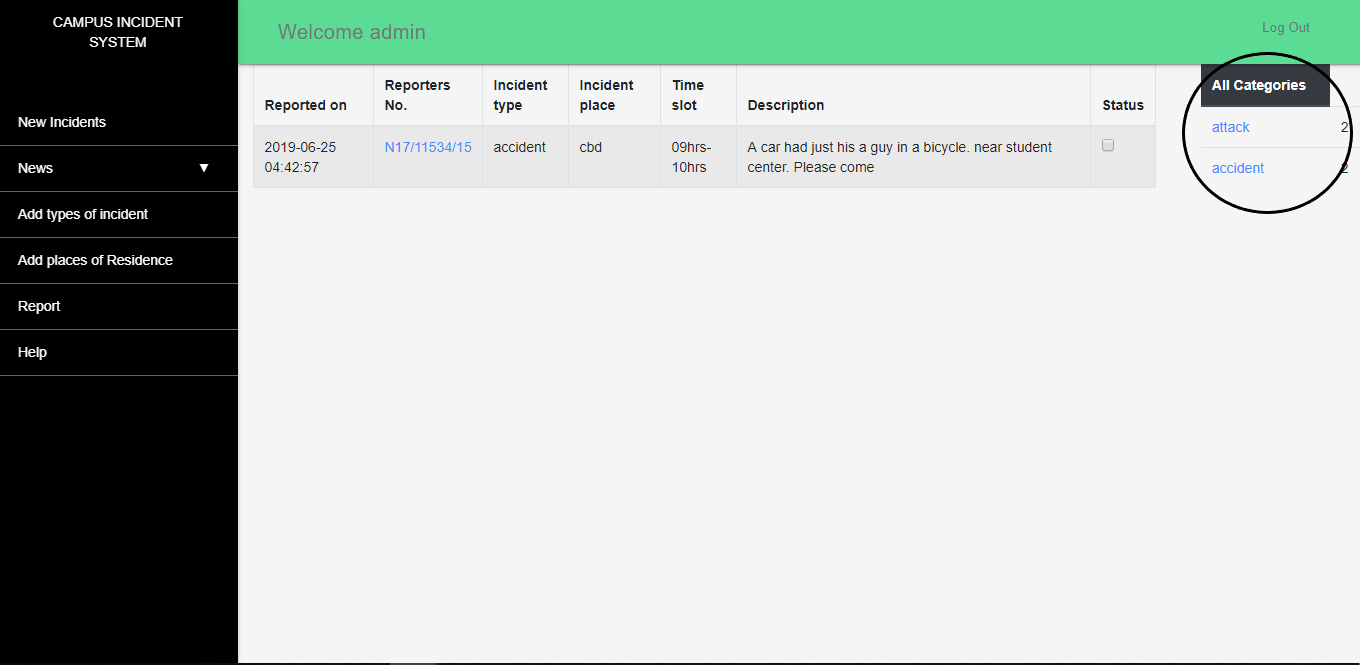 CAMPUS INCIDENT
SYSTEM
New Incidents
News ▼
Add types of incident
Add places of Residence
Report
Help
Welcome admin
Log Out
Reported on
Reporters
No.
Incident
type
Incident
place
Time
slot
Description
Status
2019-06-25
04:42:57
N17/11534/15
accident
cbd
09hrs-
10hrs
A car had just his a guy in a bicycle. near student
center. Please come
All Categories
attack 2
accident 2